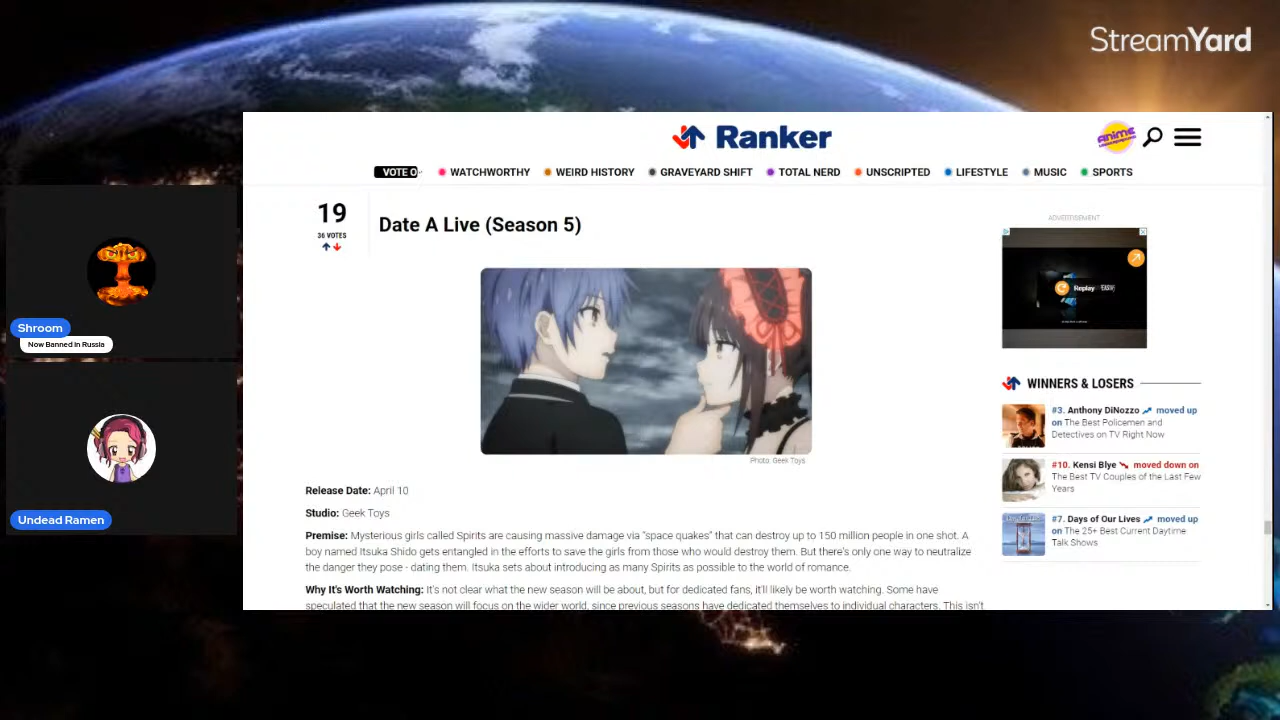 StreamYard
Ranker
ANIME
VOTE O
WATCHWORTHY
WEIRD HISTORY
GRAVEYARD SHIFT
TOTAL NERD
UNSCRIPTED
LIFESTYLE
MUSIC
SPORTS
19
36 VOTES
Date A Live (Season 5)
Photo: Geek Toys
Release Date: April 10
Studio: Geek Toys
Premise: Mysterious girls called Spirits are causing massive damage via "space quakes" that can destroy up to 150 million people in one shot. A
boy named Itsuka Shido gets entangled in the efforts to save the girls from those who would destroy them. But there's only one way to neutralize
the danger they pose - dating them. Itsuka sets about introducing as many Spirits as possible to the world of romance.
Why It's Worth Watching: It's not clear what the new season will be about, but for dedicated fans, it'll likely be worth watching. Some have
speculated that the new season will focus on the wider world, since previous seasons have dedicated themselves to individual characters. This isn't
ADVERTISEMENT
Replay
WINNERS & LOSERS
#3. Anthony DiNozzo moved up
on The Best Policemen and
Detectives on TV Right Now
#10. Kensi Blye moved down on
The Best TV Couples of the Last Few
Years
#7. Days of Our Lives moved up
on The 25+ Best Current Daytime
Talk Shows
Shroom
Now Banned in Russia
Undead Ramen